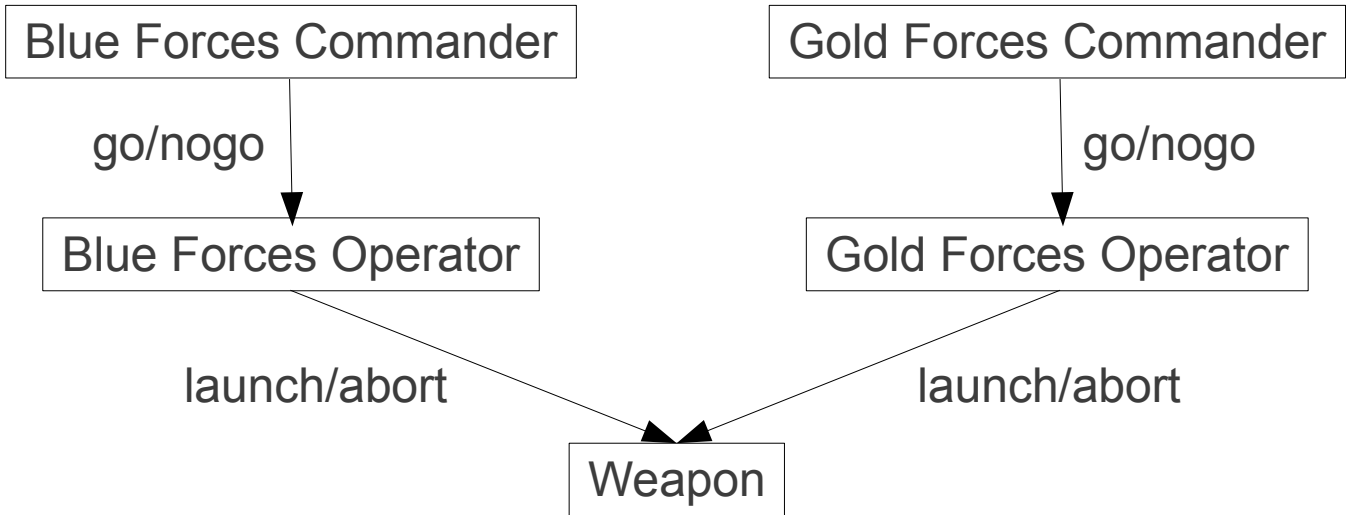 Blue Forces Commander
Gold Forces Commander
go/nogo
go/nogo
Blue Forces Operator
Gold Forces Operator
launch/abort
launch/abort
Weapon